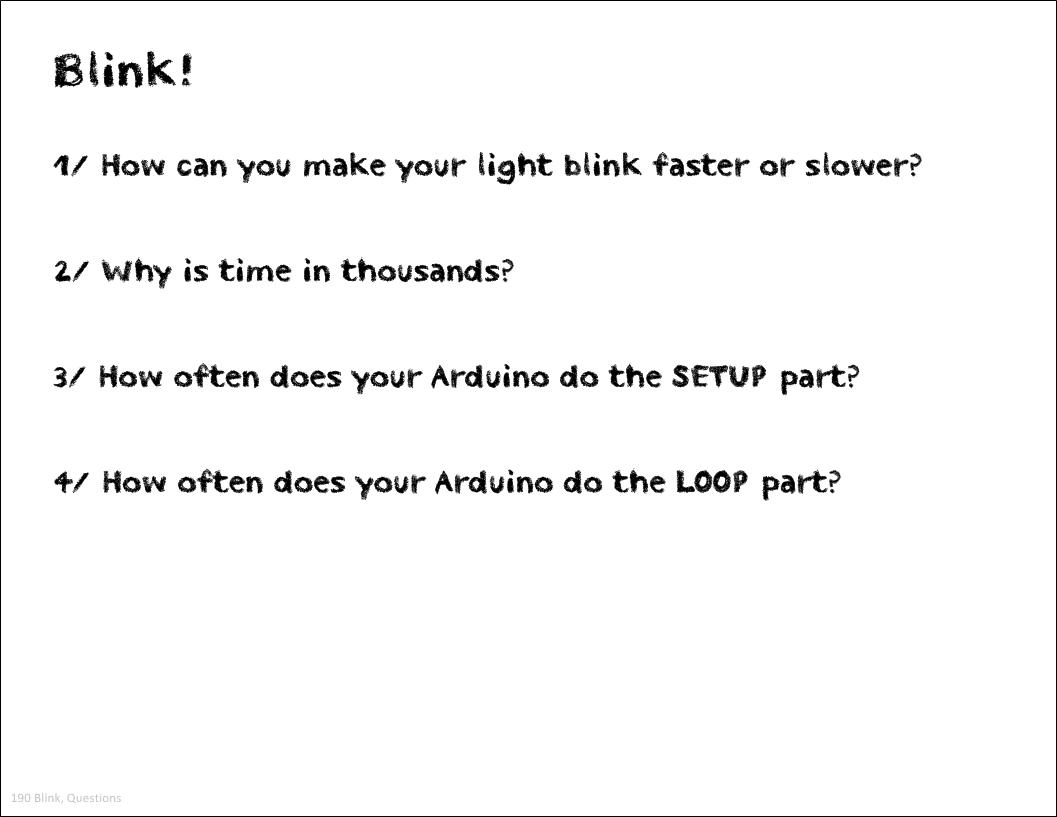 Blink!
1/ How can you make your light blink faster or slower?
2/ Why is time in thousands?
3/ How often does your Arduino do the SETUP part?
4/ How often does your Arduino do the LOOP part?
190 Blink, Questions